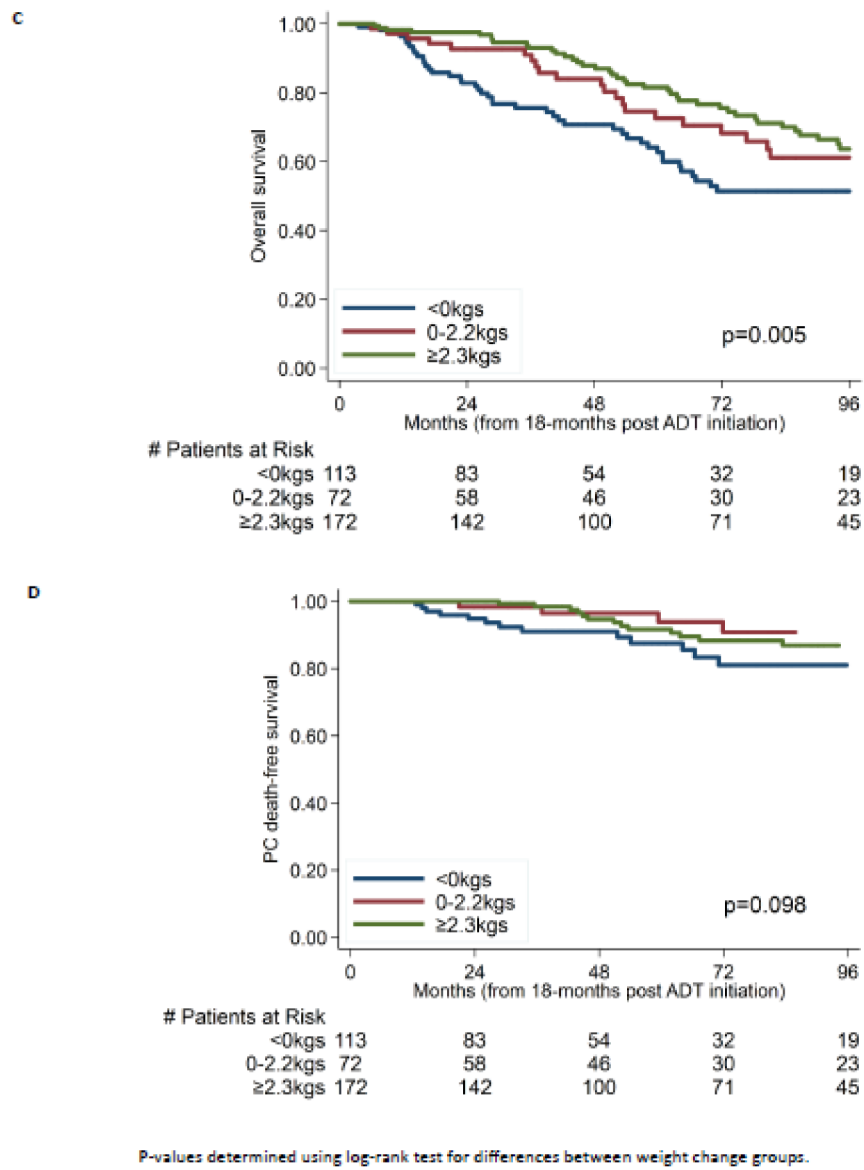 C
1.00
0.80
0.60
0.40
0.20
0.00
Overall survival
<0kgs
0-2.2kgs
≥2.3kgs
p=0.005
0 24 48 72 96
Months (from 18-months post ADT initiation)
# Patients at Risk
<0kgs 113 83 54 32 19
0-2.2kgs 72 58 46 30 23
≥2.3kgs 172 142 100 71 45
D
1.00
0.80
0.60
0.40
0.20
0.00
PC death-free survival
<0kgs
0-2.2kgs
≥2.3kgs
p=0.098
0 24 48 72 96
Months (from 18-months post ADT initiation)
# Patients at Risk
<0kgs 113 83 54 32 19
0-2.2kgs 72 58 46 30 23
≥2.3kgs 172 142 100 71 45
P-values determined using log-rank test for differences between weight change groups.